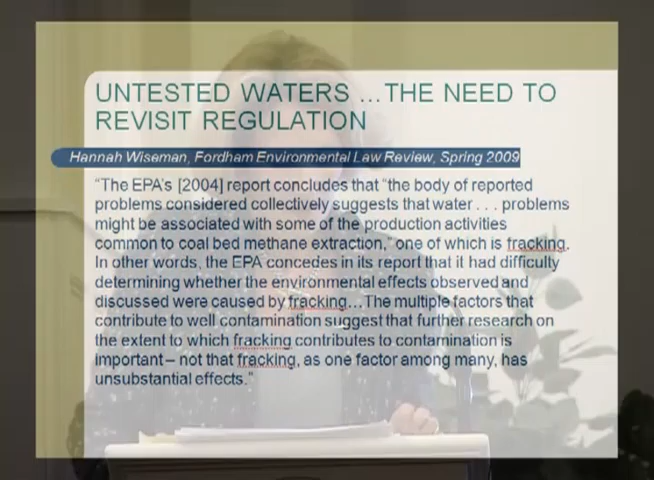 UNTESTED WATERS ...THE NEED TO
REVISIT REGULATION
Hannah Wiseman, Fordham Environmental Law Review, Spring 2009
“The EPA’s [2004] report concludes that “the body of reported
problems considered collectively suggests that water . . . problems
might be associated with some of the production activities
common to coal bed methane extraction,” one of which is fracking.
In other words, the EPA concedes in its report that it had difficulty
determining whether the environmental effects observed and
discussed were caused by fracking…The multiple factors that
contribute to well contamination suggest that further research on
the extent to which fracking contributes to contamination is
important – not that fracking, as one factor among many, has
unsubstantial effects.”